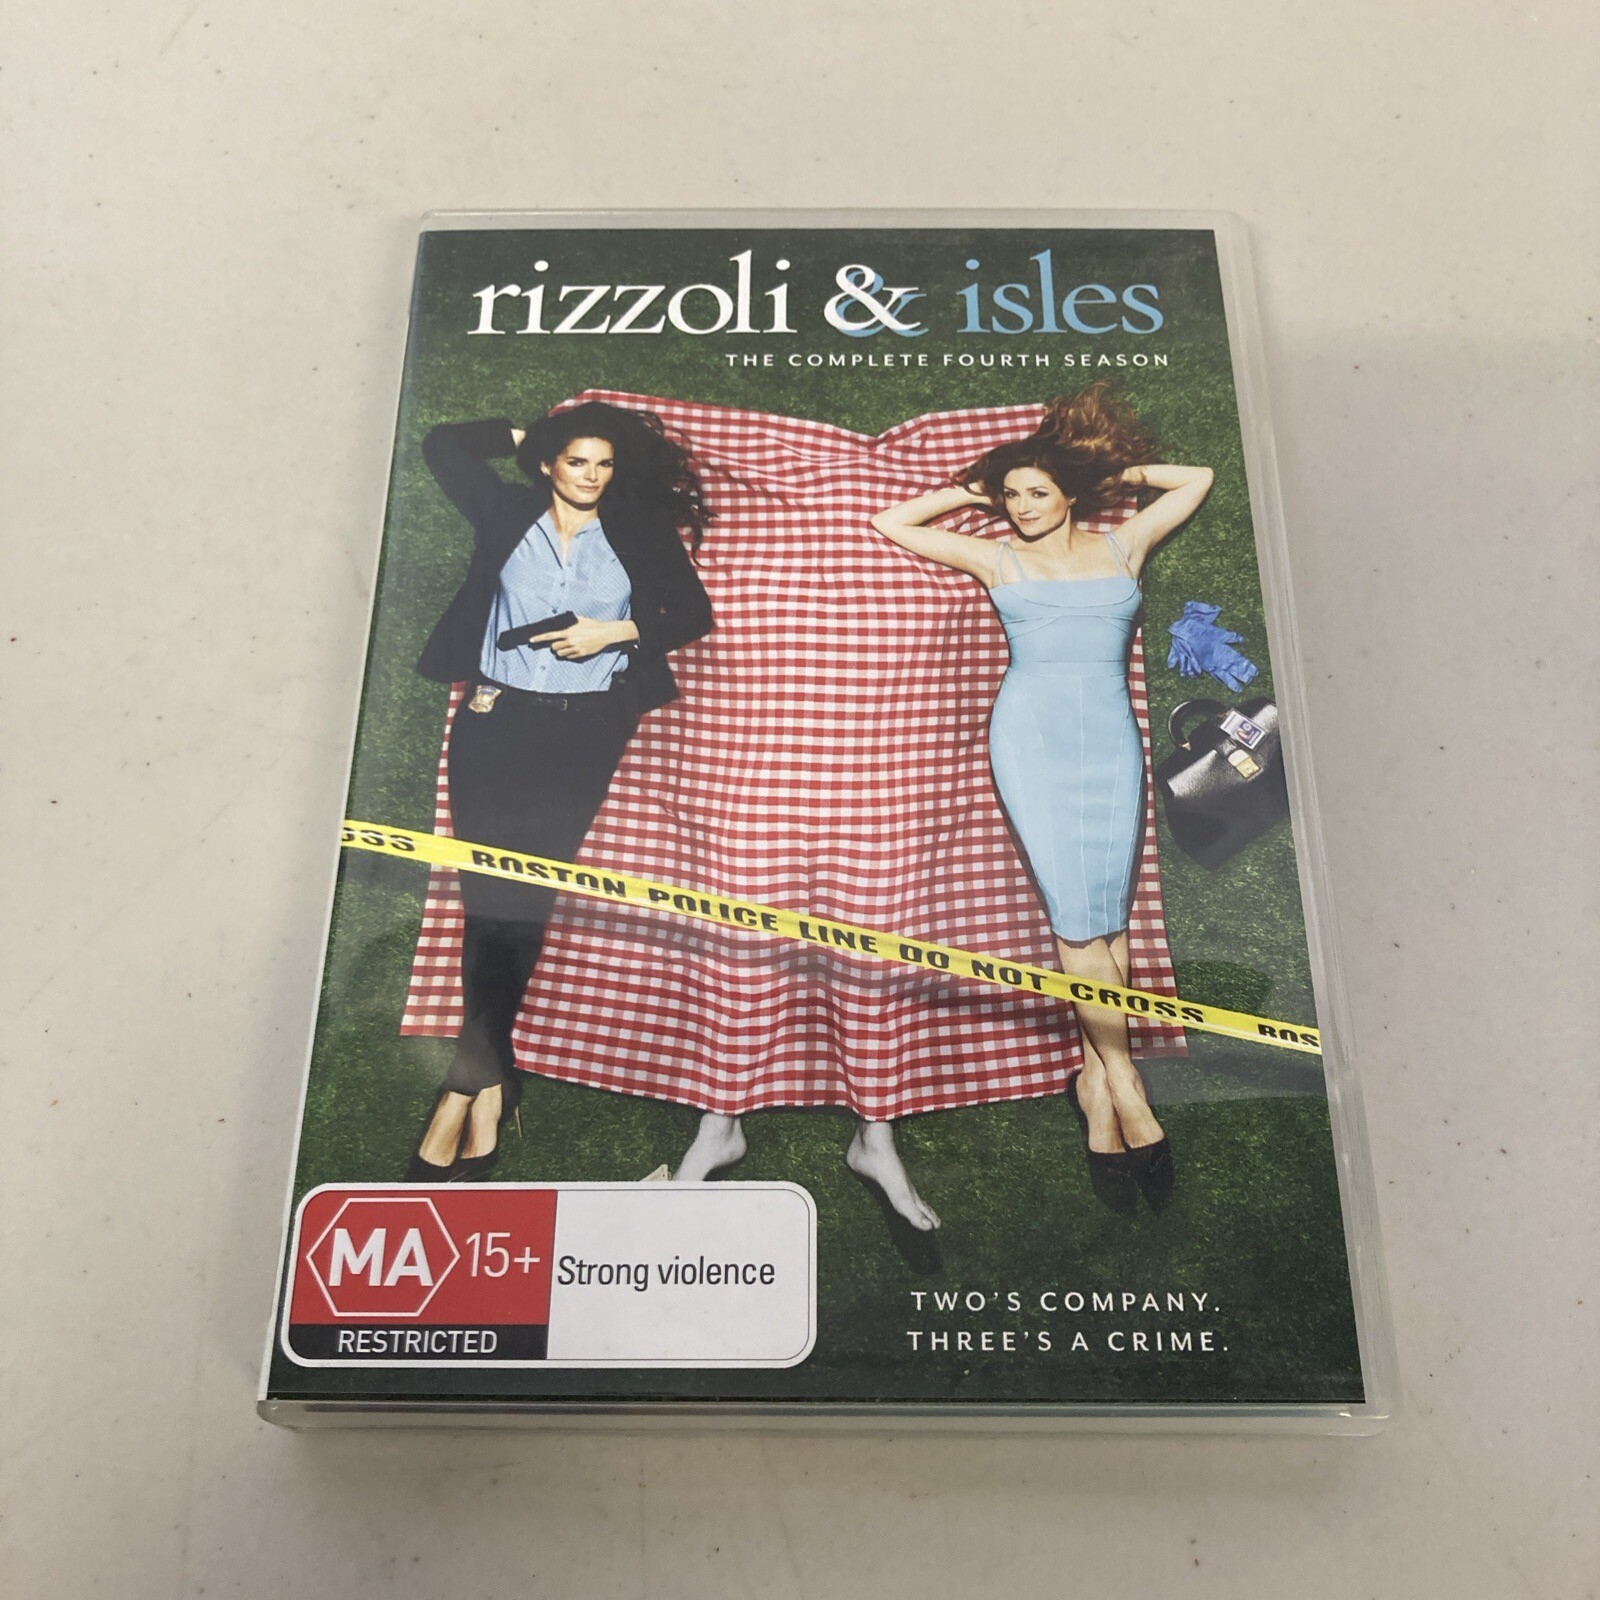 rizzoli & isles
THE COMPLETE FOURTH SEASON
BOSTON POLICE LINE DO NOT CROSS BOS
MA 15+
Strong violence
RESTRICTED
TWO'S COMPANY.
THREE'S A CRIME.